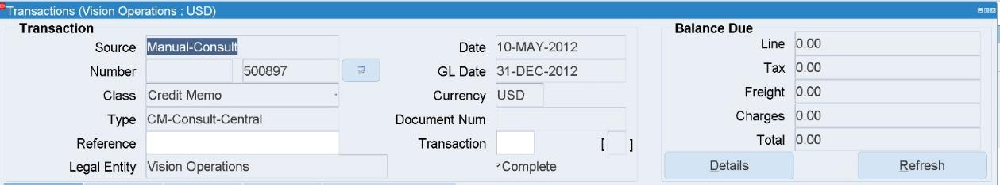 Transactions (Vision Operations : USD)
Transaction
Source Manual-Consult
Number 500897
Class Credit Memo
Type CM-Consult-Central
Reference
Legal Entity Vision Operations
Date 10-MAY-2012
GL Date 31-DEC-2012
Currency USD
Document Num
Transaction [ ]
Complete
Balance Due
Line 0.00
Tax 0.00
Freight 0.00
Charges 0.00
Total 0.00
Details Refresh